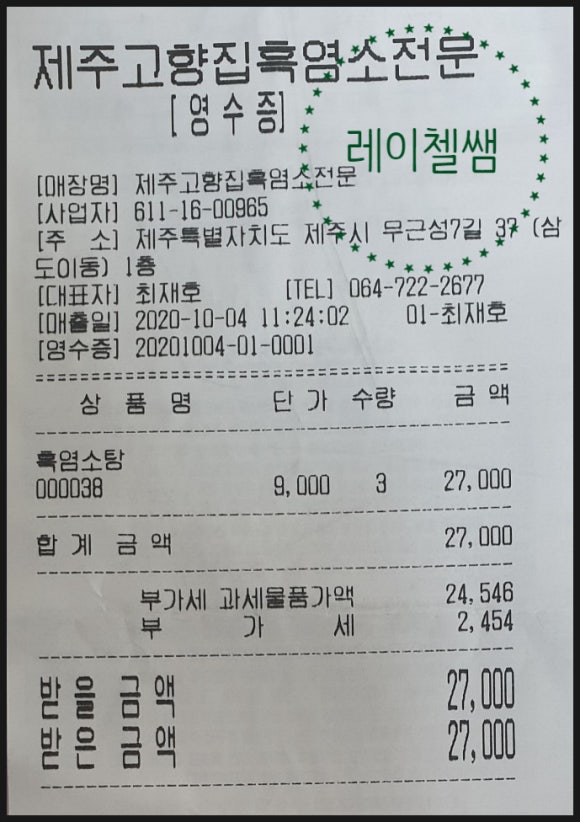 제주고향집흑염소전문
[영수증]
레이첼쌤
[매장명] 제주고향집흑염소전문
[사업자] 611-16-00965
[주 소] 제주특별자치도 제주시 무근성7길 37 (삼
도이동) 1층
[대표자] 최재호 [TEL] 064-722-2677
[매출일] 2020-10-04 11:24:02 01-최재호
[영수증] 20201004-01-0001
상 품 명 단 가 수량 금 액
흑염소탕
000038 9,000 3 27,000
합 계 금 액 27,000
부가세 과세물품가액 24,546
부 가 세 2,454
받 을 금 액 27,000
받 은 금 액 27,000